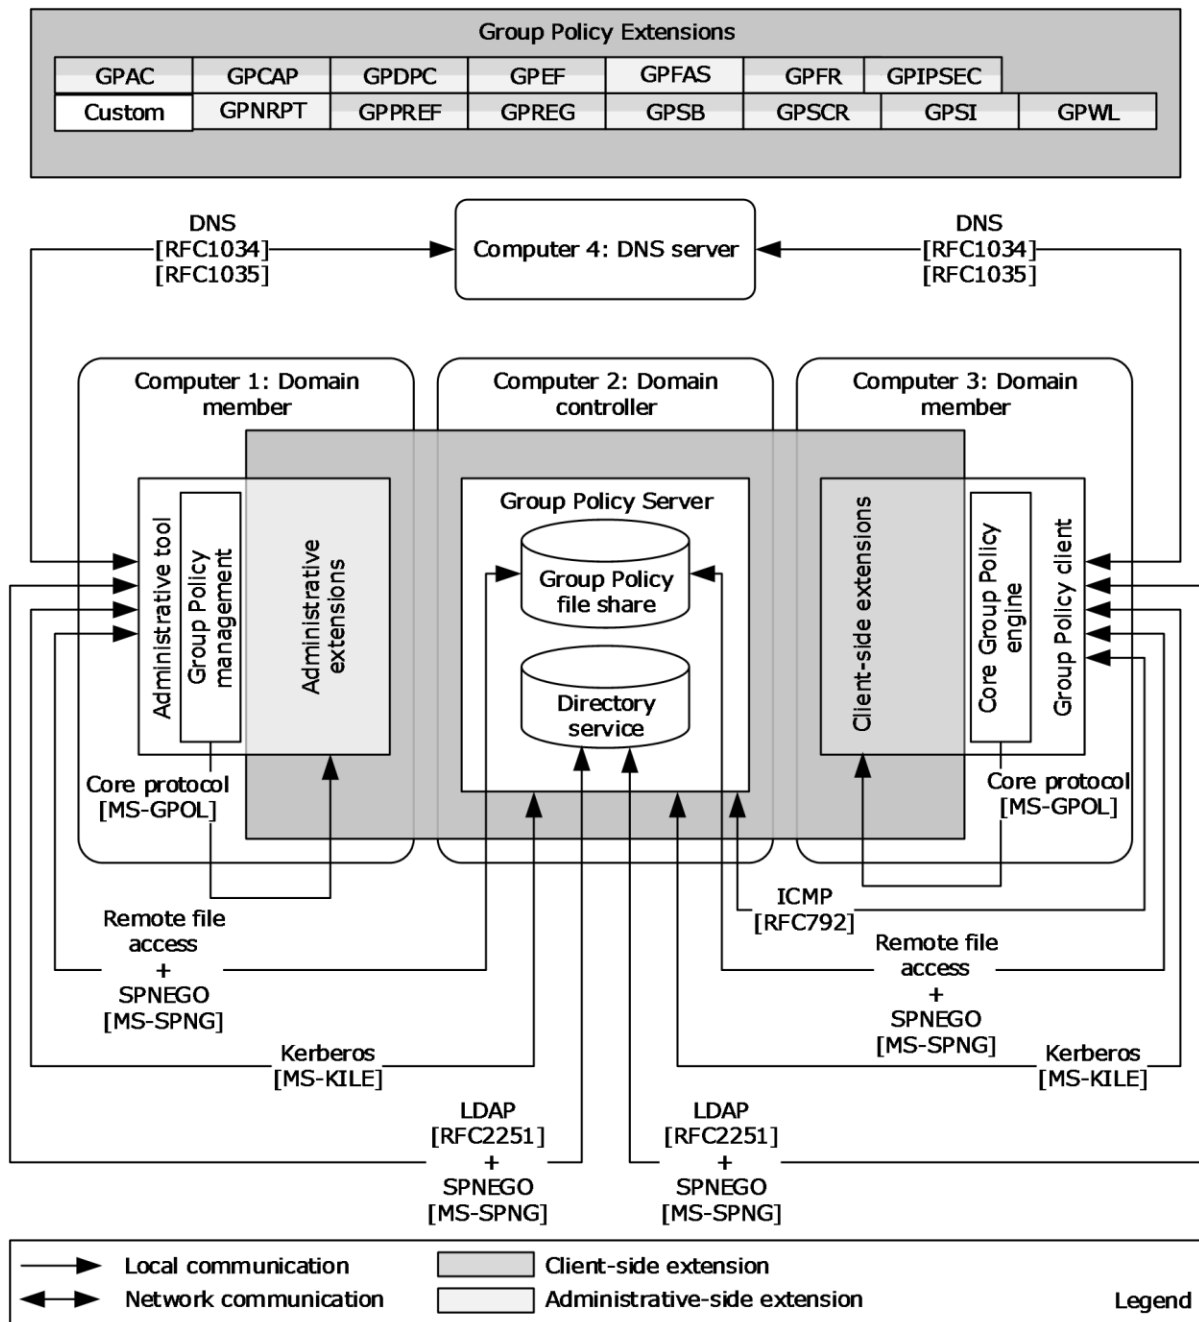 Group Policy Extensions
GPAC GPCAP GPDPC GPEF GPFAS GPFR GPIPSEC
Custom GPNRPT GPPREF GPREG GPSB GPSCR GPSI GPWL
DNS
[RFC1034]
[RFC1035]
Computer 4: DNS server
DNS
[RFC1034]
[RFC1035]
Computer 1: Domain
member
Computer 2: Domain
controller
Computer 3: Domain
member
Administrative tool
Group Policy
management
Administrative
extensions
Group Policy Server
Group Policy
file share
Directory
service
Client-side extensions
Core Group Policy
engine
Group Policy client
Core protocol
[MS-GPOL]
Core protocol
[MS-GPOL]
ICMP
[RFC792]
Remote file
access
+
SPNEGO
[MS-SPNG]
Remote file
access
+
SPNEGO
[MS-SPNG]
Kerberos
[MS-KILE]
Kerberos
[MS-KILE]
LDAP
[RFC2251]
+
SPNEGO
[MS-SPNG]
LDAP
[RFC2251]
+
SPNEGO
[MS-SPNG]
Local communication
Client-side extension
Network communication
Administrative-side extension
Legend